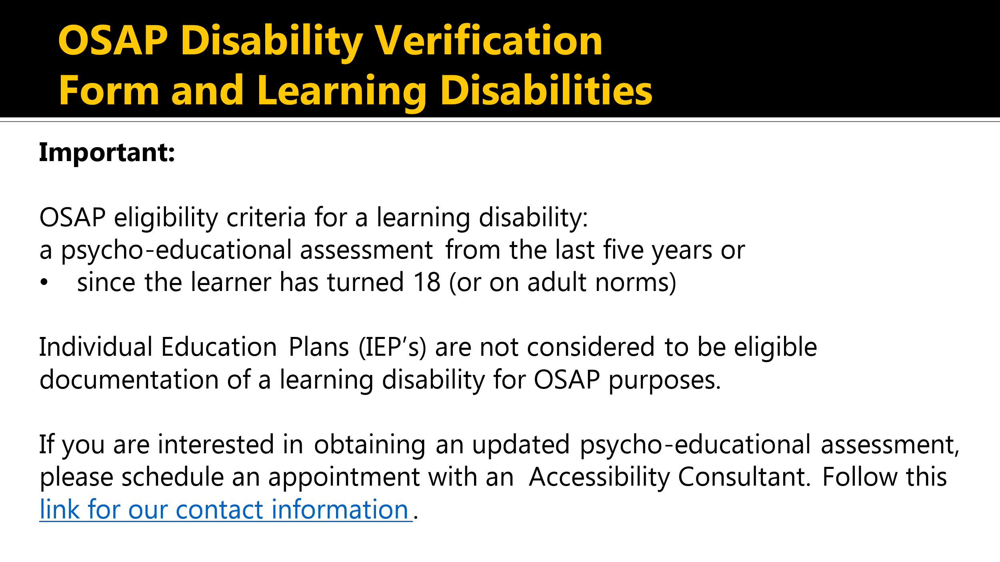 OSAP Disability Verification
Form and Learning Disabilities
Important:
OSAP eligibility criteria for a learning disability:
a psycho-educational assessment from the last five years or
• since the learner has turned 18 (or on adult norms)
Individual Education Plans (IEP’s) are not considered to be eligible
documentation of a learning disability for OSAP purposes.
If you are interested in obtaining an updated psycho-educational assessment,
please schedule an appointment with an Accessibility Consultant. Follow this
link for our contact information .